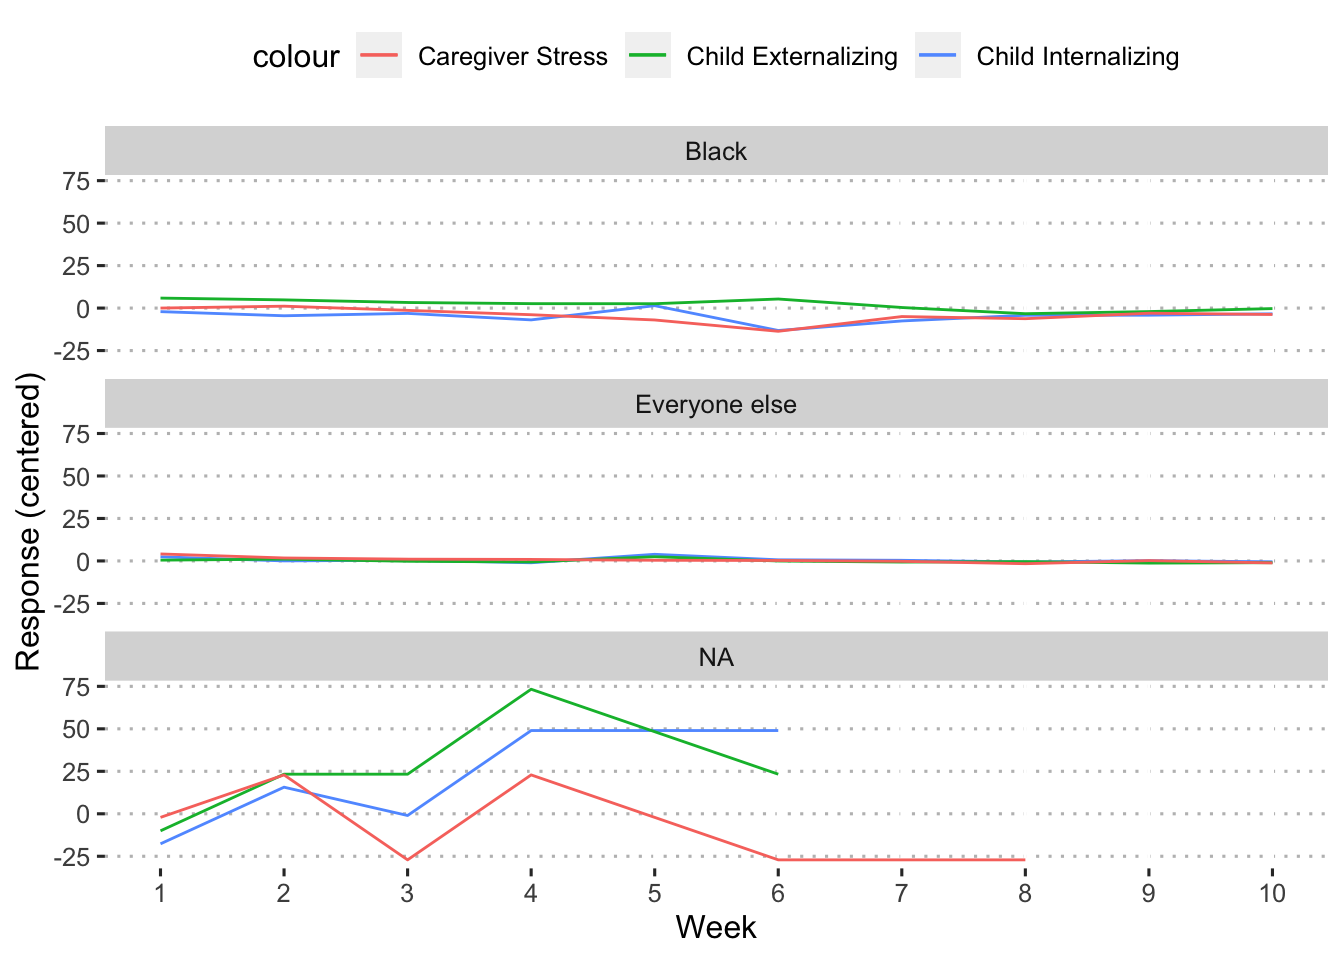 colour Caregiver Stress Child Externalizing Child Internalizing
Black
75
50
25
0
-25
Everyone else
75
50
25
0
-25
Response (centered)
NA
75
50
25
0
-25
1 2 3 4 5 6 7 8 9 10
Week